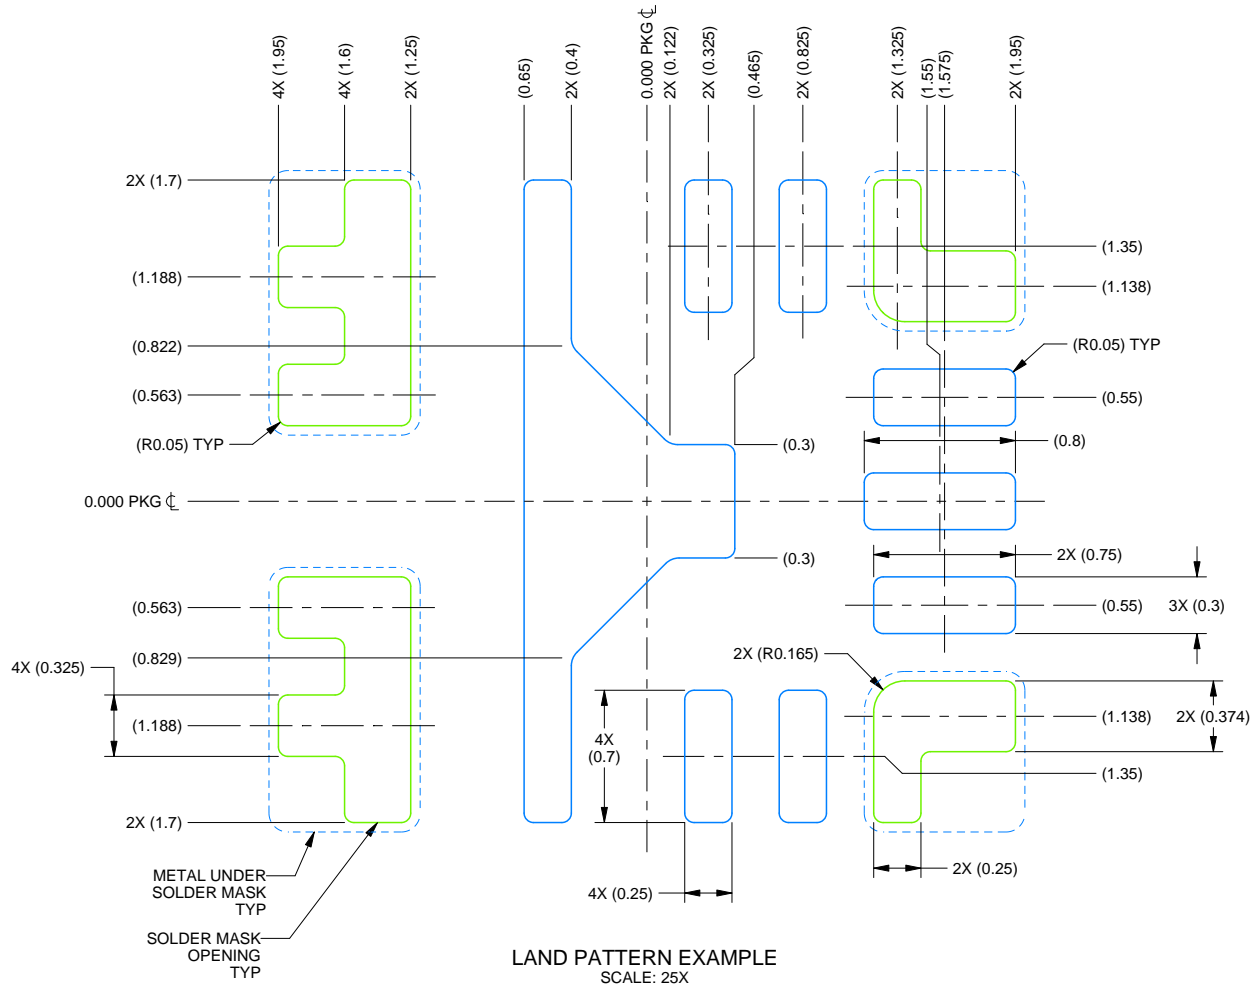 4X (1.95)
4X (1.6)
2X (1.25)
(0.65)
2X (0.4)
0.000 PKG ℄
2X (0.122)
2X (0.325)
(0.465)
2X (0.825)
2X (1.325)
(1.55)
(1.575)
2X (1.95)
2X (1.7)
(1.188)
(0.822)
(0.563)
(R0.05) TYP
0.000 PKG ℄
(0.563)
(0.829)
4X (0.325)
(1.188)
2X (1.7)
METAL UNDER
SOLDER MASK
TYP
SOLDER MASK
OPENING
TYP
(1.35)
(1.138)
(R0.05) TYP
(0.55)
(0.3)
(0.8)
(0.3)
2X (0.75)
(0.55)
3X (0.3)
2X (R0.165)
(1.138)
2X (0.374)
4X
(0.7)
(1.35)
4X (0.25)
2X (0.25)
LAND PATTERN EXAMPLE
SCALE: 25X